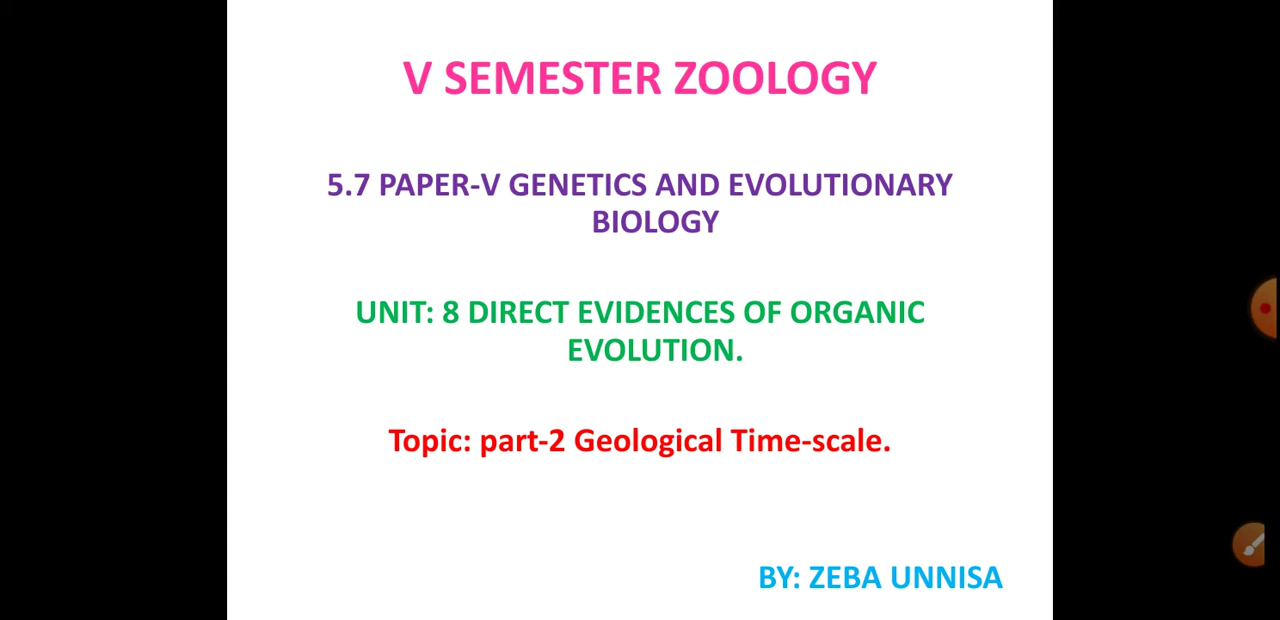 V SEMESTER ZOOLOGY
5.7 PAPER-V GENETICS AND EVOLUTIONARY
BIOLOGY
UNIT: 8 DIRECT EVIDENCES OF ORGANIC
EVOLUTION.
Topic: part-2 Geological Time-scale.
BY: ZEBA UNNISA